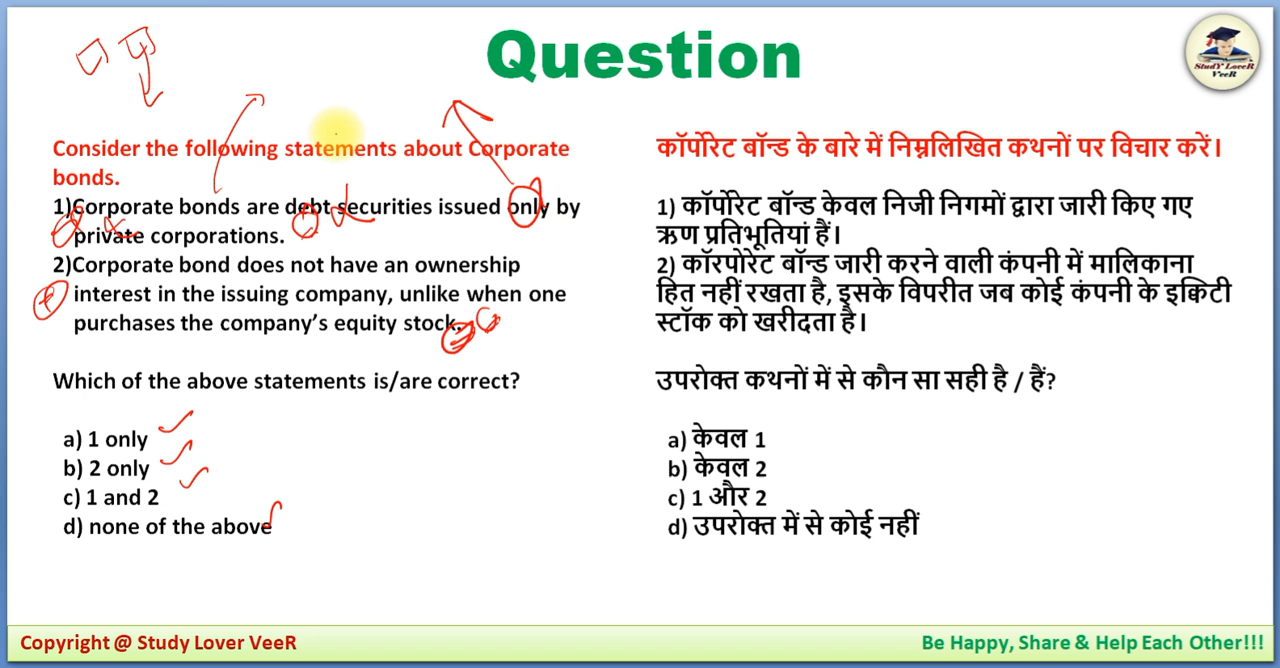 Question
StudY LoveR
VeeR
Consider the following statements about Corporate
bonds.
1)Corporate bonds are debt securities issued only by
private corporations.
2)Corporate bond does not have an ownership
interest in the issuing company, unlike when one
purchases the company's equity stock.
Which of the above statements is/are correct?
a) 1 only
b) 2 only
c) 1 and 2
d) none of the above
कॉर्पोरेट बॉन्ड के बारे में निम्नलिखित कथनों पर विचार करें।
1) कॉर्पोरेट बॉन्ड केवल निजी निगमों द्वारा जारी किए गए
ऋण प्रतिभूतियां हैं।
2) कॉरपोरेट बॉन्ड जारी करने वाली कंपनी में मालिकाना
हित नहीं रखता है, इसके विपरीत जब कोई कंपनी के इक्विटी
स्टॉक को खरीदता है।
उपरोक्त कथनों में से कौन सा सही है / हैं?
a) केवल 1
b) केवल 2
c) 1 और 2
d) उपरोक्त में से कोई नहीं
Copyright @ Study Lover VeeR
Be Happy, Share & Help Each Other!!!